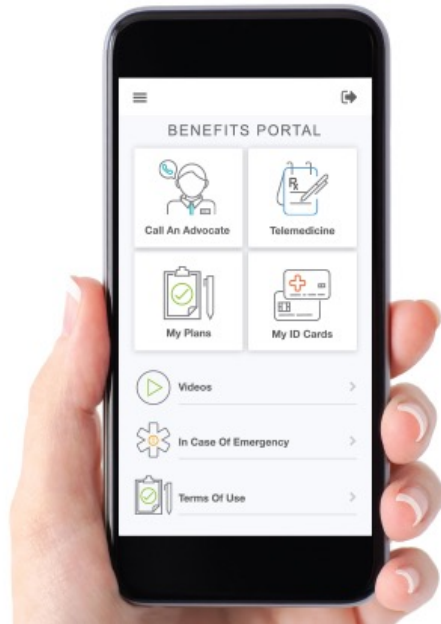 BENEFITS PORTAL
Call An Advocate
Rx
Telemedicine
My Plans
My ID Cards
Videos
In Case Of Emergency
Terms Of Use